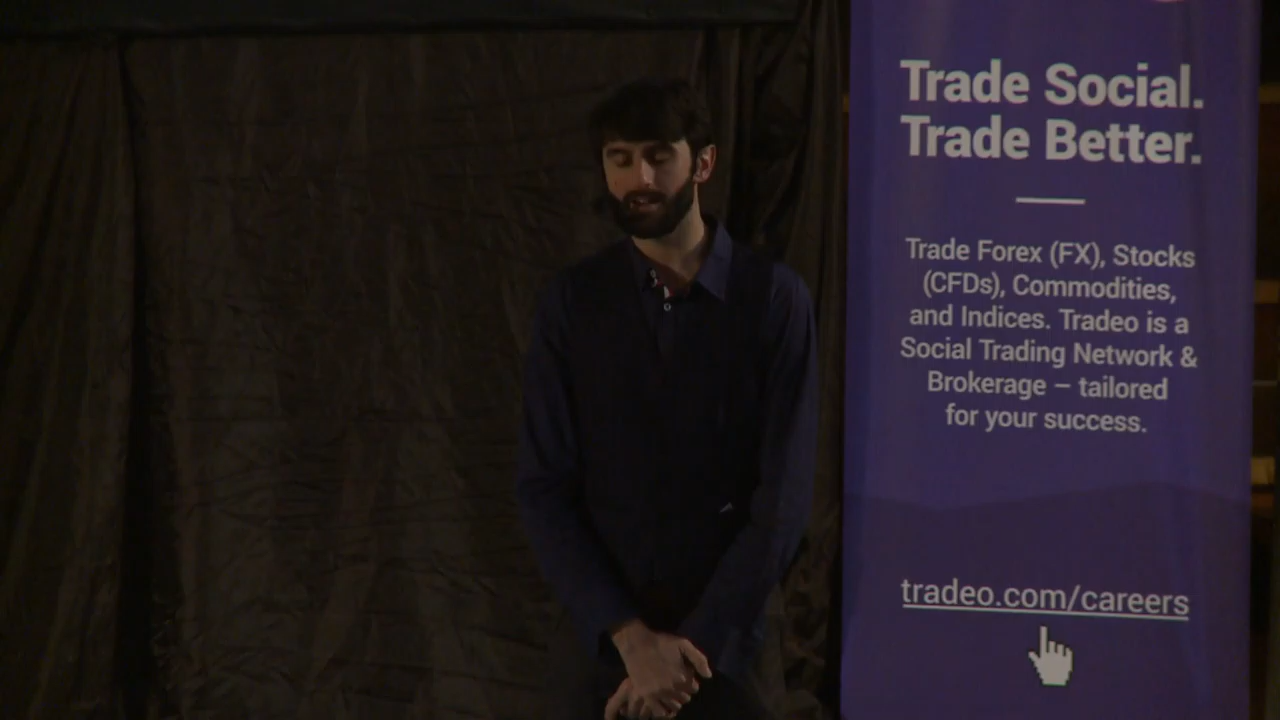 Trade Social.
Trade Better.
Trade Forex (FX), Stocks
(CFDs), Commodities,
and Indices. Tradeo is a
Social Trading Network &
Brokerage – tailored
for your success.
tradeo.com/careers